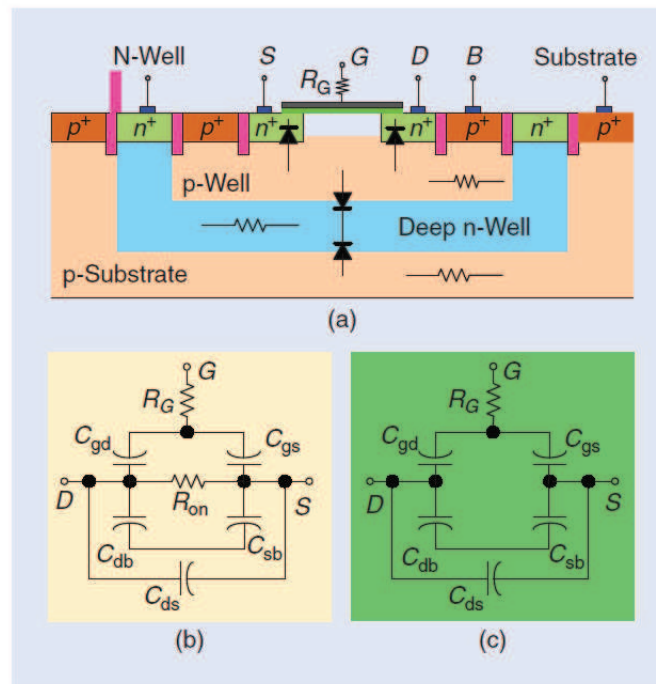 N-Well S G D B Substrate
R_G
p+ n+ p+ n+ n+ p+ n+ p+
p-Well
Deep n-Well
p-Substrate
(a)
G G
R_G R_G
C_gd C_gs C_gd C_gs
D R_on S D S
C_db C_sb C_db C_sb
C_ds C_ds
(b) (c)